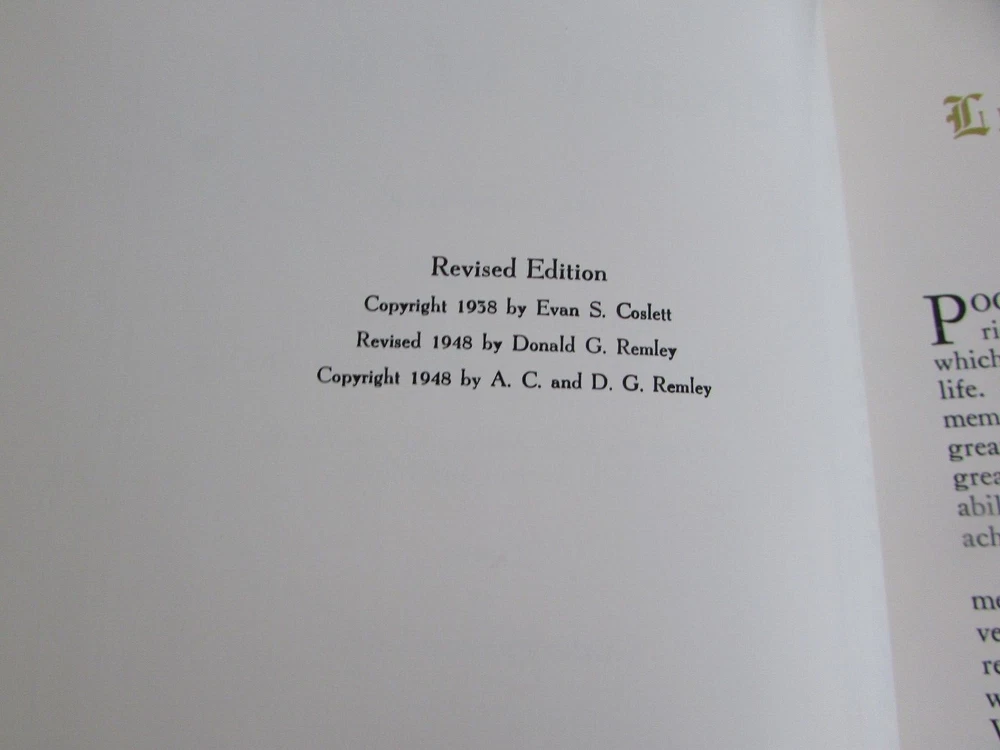 Revised Edition
Copyright 1938 by Evan S. Coslett
Revised 1948 by Donald G. Remley
Copyright 1948 by A. C. and D. G. Remley
L
which
life.